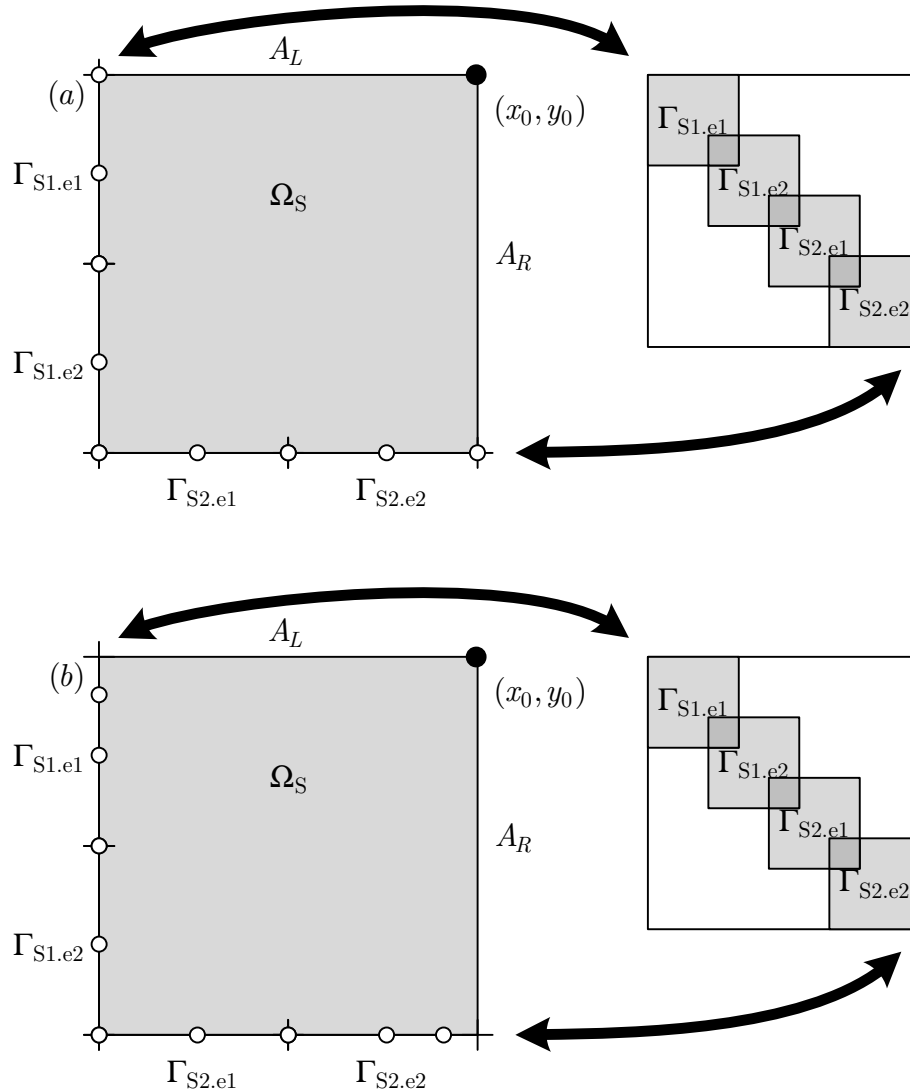 A_L
(a)
(x_0, y_0)
Γ_S1.e1
Γ_S1.e1
Γ_S1.e2
Ω_S
Γ_S2.e1
A_R
Γ_S2.e2
Γ_S1.e2
Γ_S2.e1 Γ_S2.e2
A_L
(b)
(x_0, y_0)
Γ_S1.e1
Γ_S1.e1
Γ_S1.e2
Ω_S
Γ_S2.e1
A_R
Γ_S2.e2
Γ_S1.e2
Γ_S2.e1 Γ_S2.e2